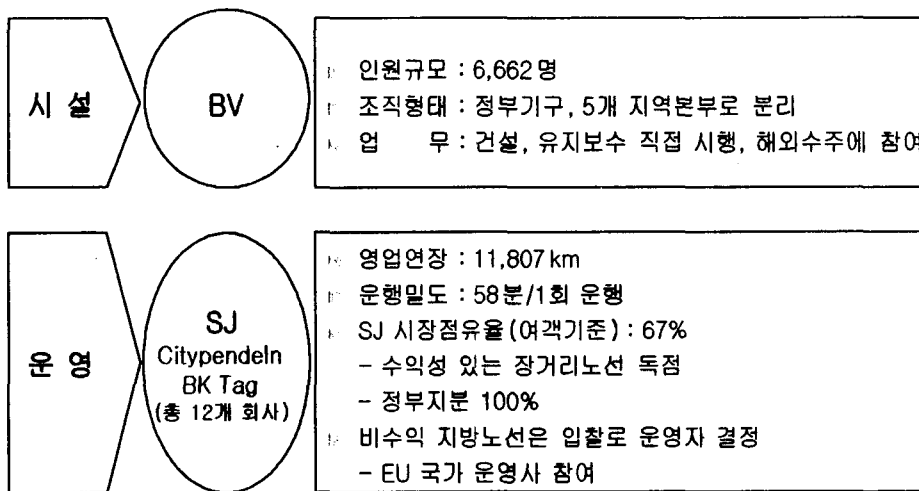 시 설
BV
인원규모 : 6,662명
조직형태 : 정부기구, 5개 지역본부로 분리
업 무 : 건설, 유지보수 직접 시행, 해외수주에 참여
운 영
SJ
Citypendeln
BK Tag
(총 12개 회사)
영업연장 : 11,807 km
운행밀도 : 58분/1회 운행
SJ 시장점유율(여객기준) : 67%
- 수익성 있는 장거리노선 독점
- 정부지분 100%
비수익 지방노선은 입찰로 운영자 결정
- EU 국가 운영사 참여